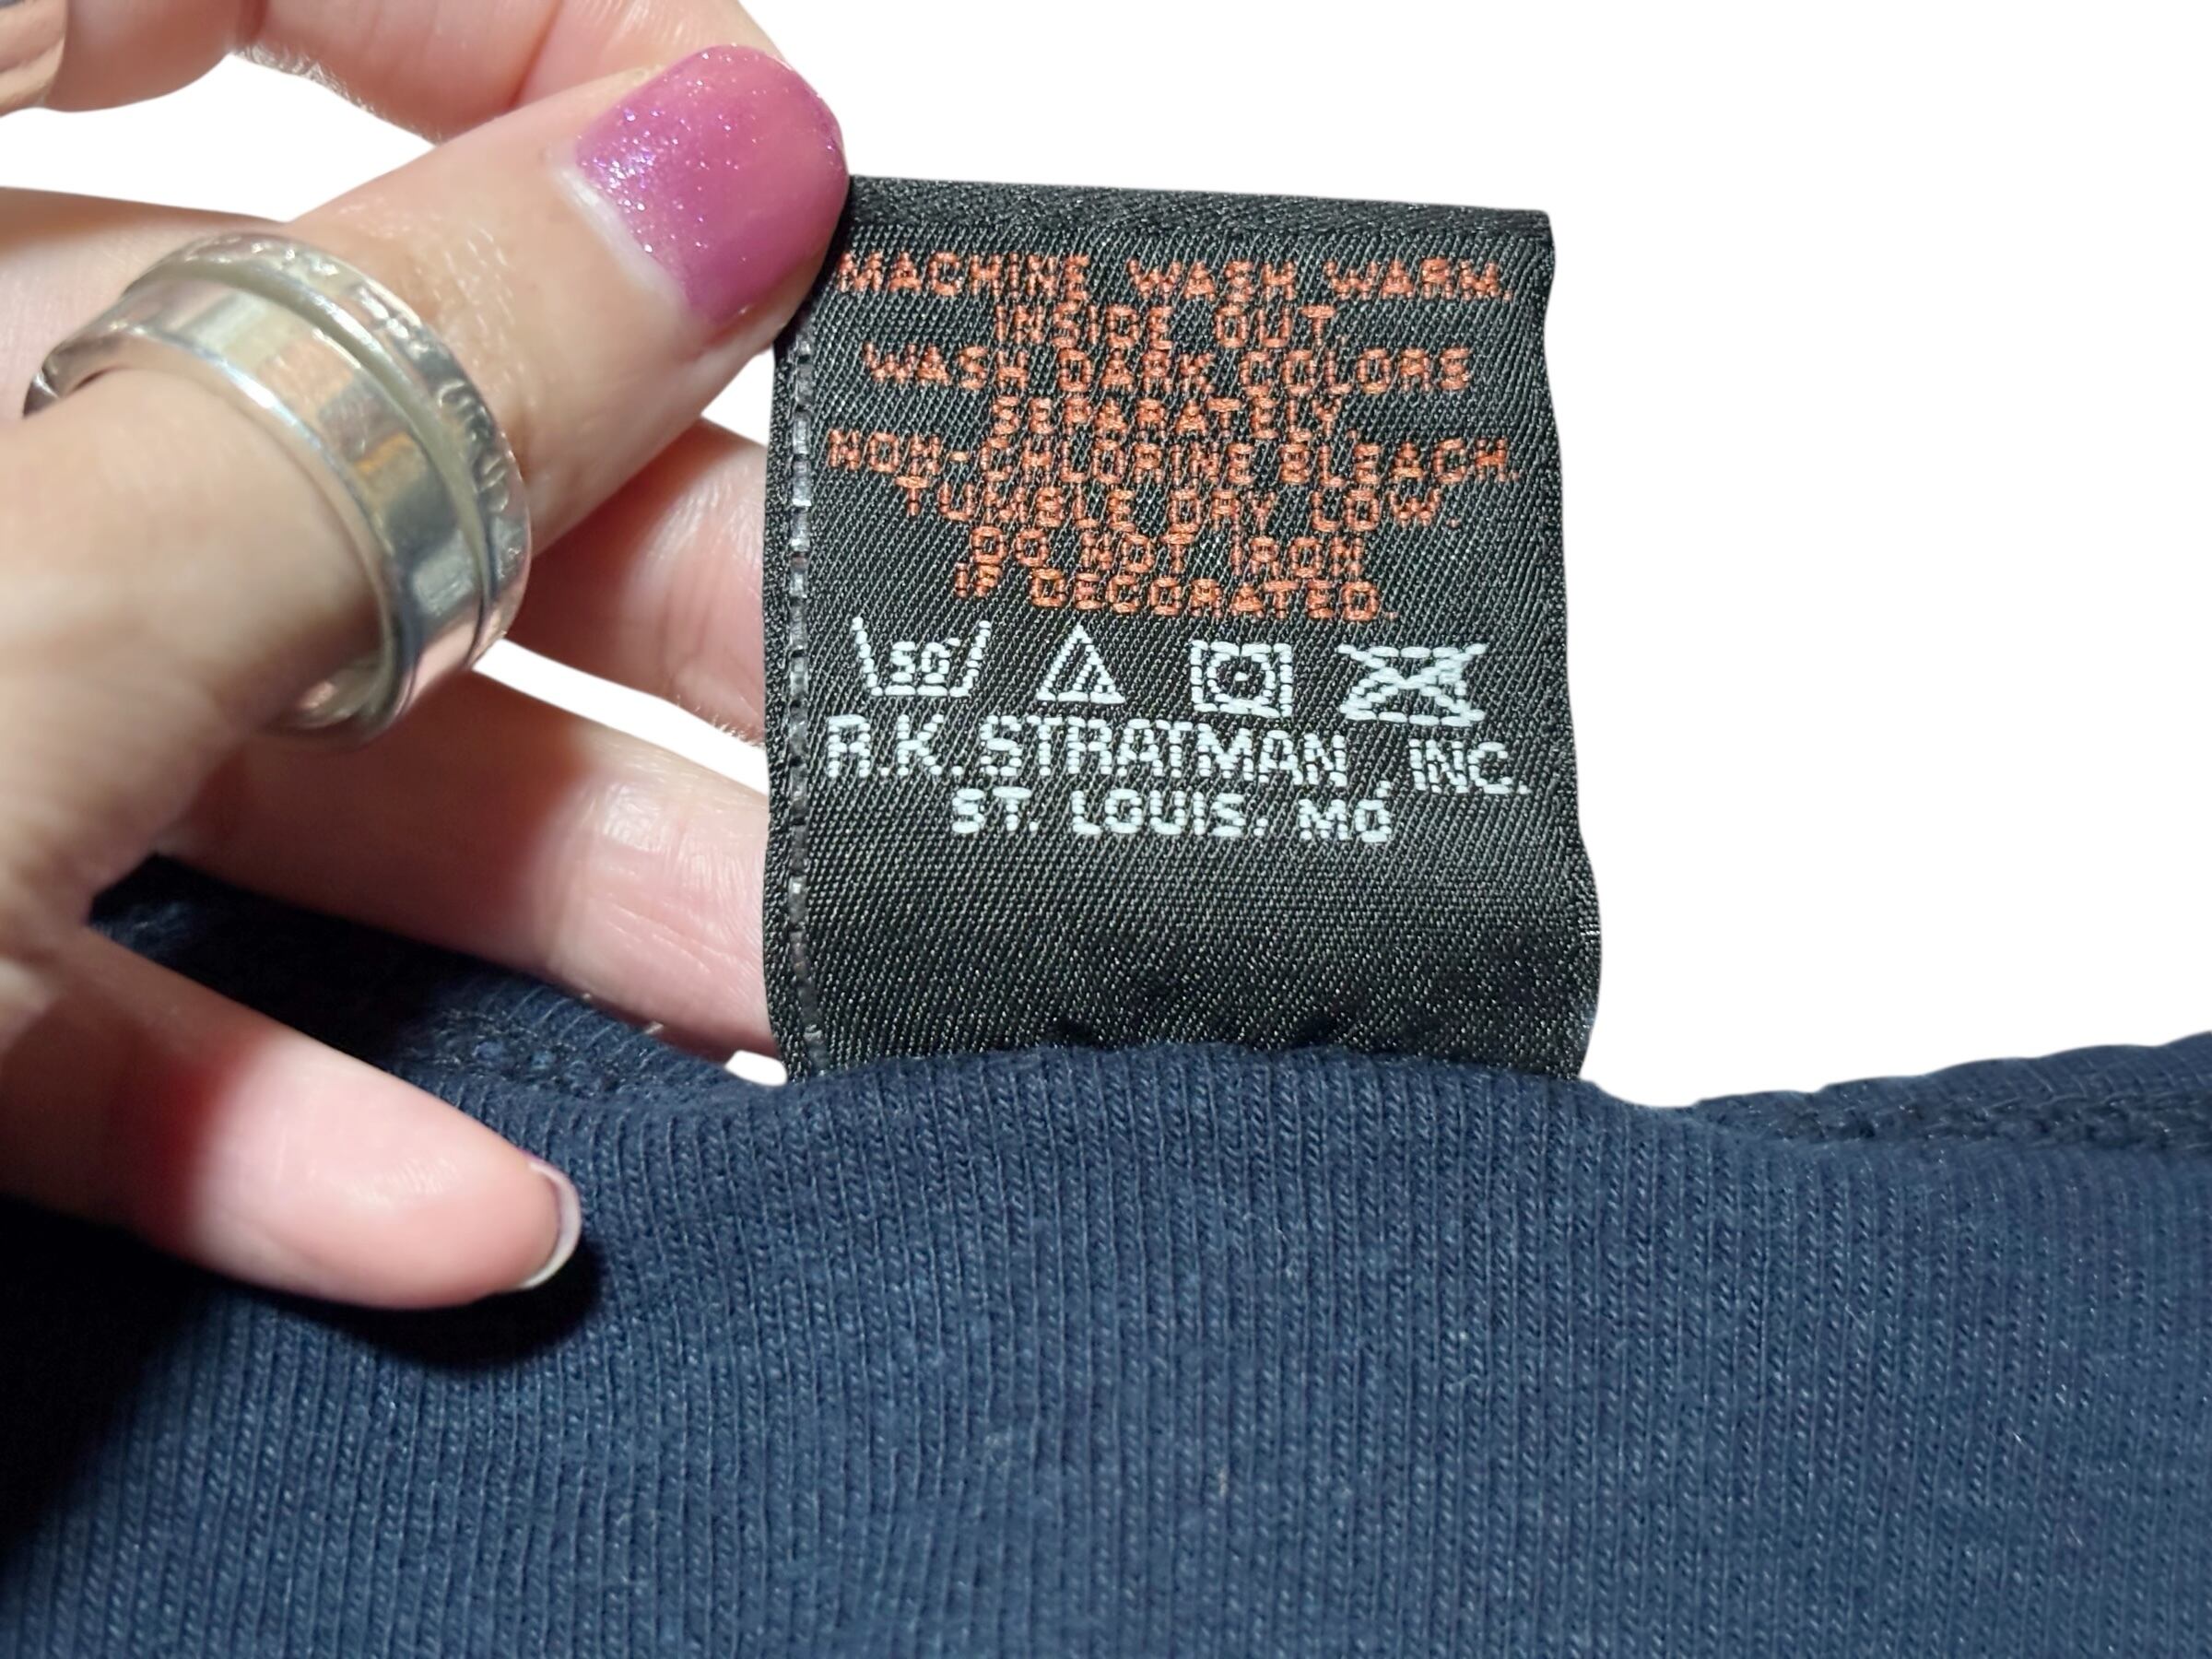 MACHINE WASH WARM,
INSIDE OUT,
WASH DARK COLORS
SEPARATELY.
NON-CHLORINE BLEACH.
TUMBLE DRY LOW.
DO NOT IRON
IF DECORATED.
50°
R.K. STRATMAN, INC.
ST. LOUIS, MO